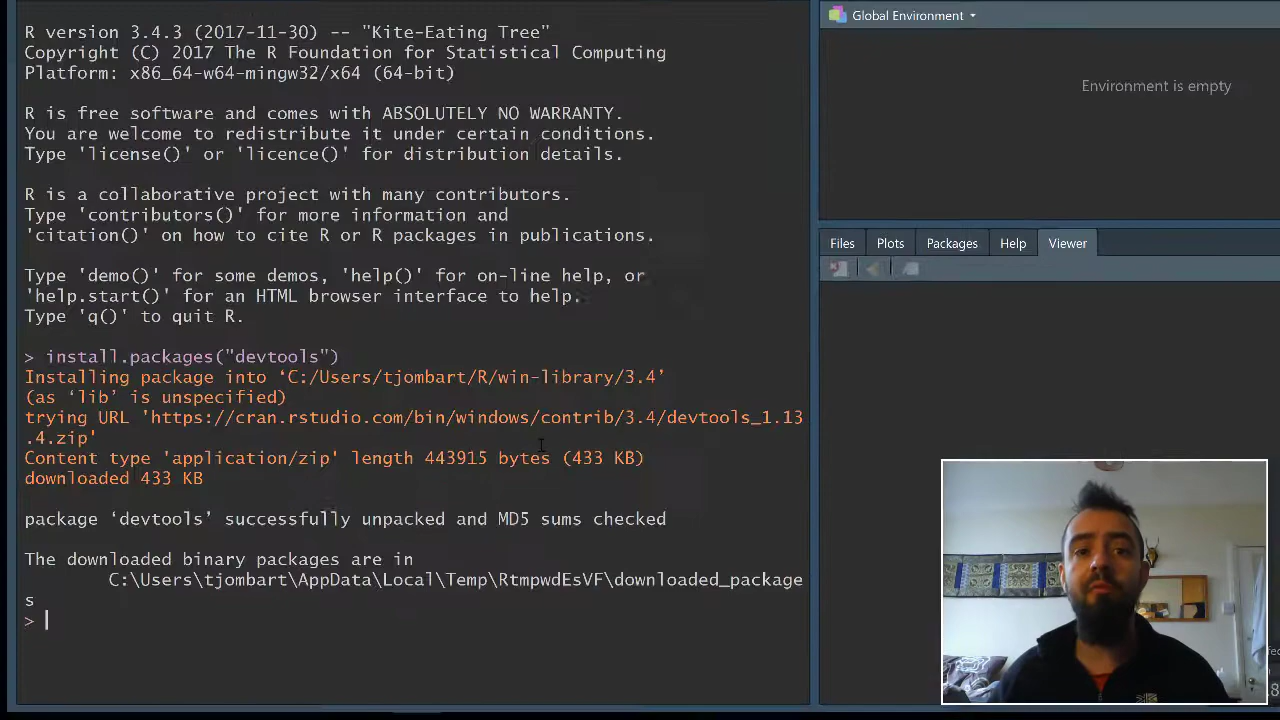 R version 3.4.3 (2017-11-30) -- "Kite-Eating Tree"
Copyright (C) 2017 The R Foundation for Statistical Computing
Platform: x86_64-w64-mingw32/x64 (64-bit)
R is free software and comes with ABSOLUTELY NO WARRANTY.
You are welcome to redistribute it under certain conditions.
Type 'license()' or 'licence()' for distribution details.
R is a collaborative project with many contributors.
Type 'contributors()' for more information and
'citation()' on how to cite R or R packages in publications.
Type 'demo()' for some demos, 'help()' for on-line help, or
'help.start()' for an HTML browser interface to help.
Type 'q()' to quit R.
> install.packages("devtools")
Installing package into ‘C:/Users/tjombart/R/win-library/3.4’
(as ‘lib’ is unspecified)
trying URL 'https://cran.rstudio.com/bin/windows/contrib/3.4/devtools_1.13
.4.zip'
Content type 'application/zip' length 443915 bytes (433 KB)
downloaded 433 KB
package ‘devtools’ successfully unpacked and MD5 sums checked
The downloaded binary packages are in
C:\Users\tjombart\AppData\Local\Temp\RtmpwdEsVF\downloaded_package
s
>
Global Environment
Environment is empty
Files Plots Packages Help Viewer